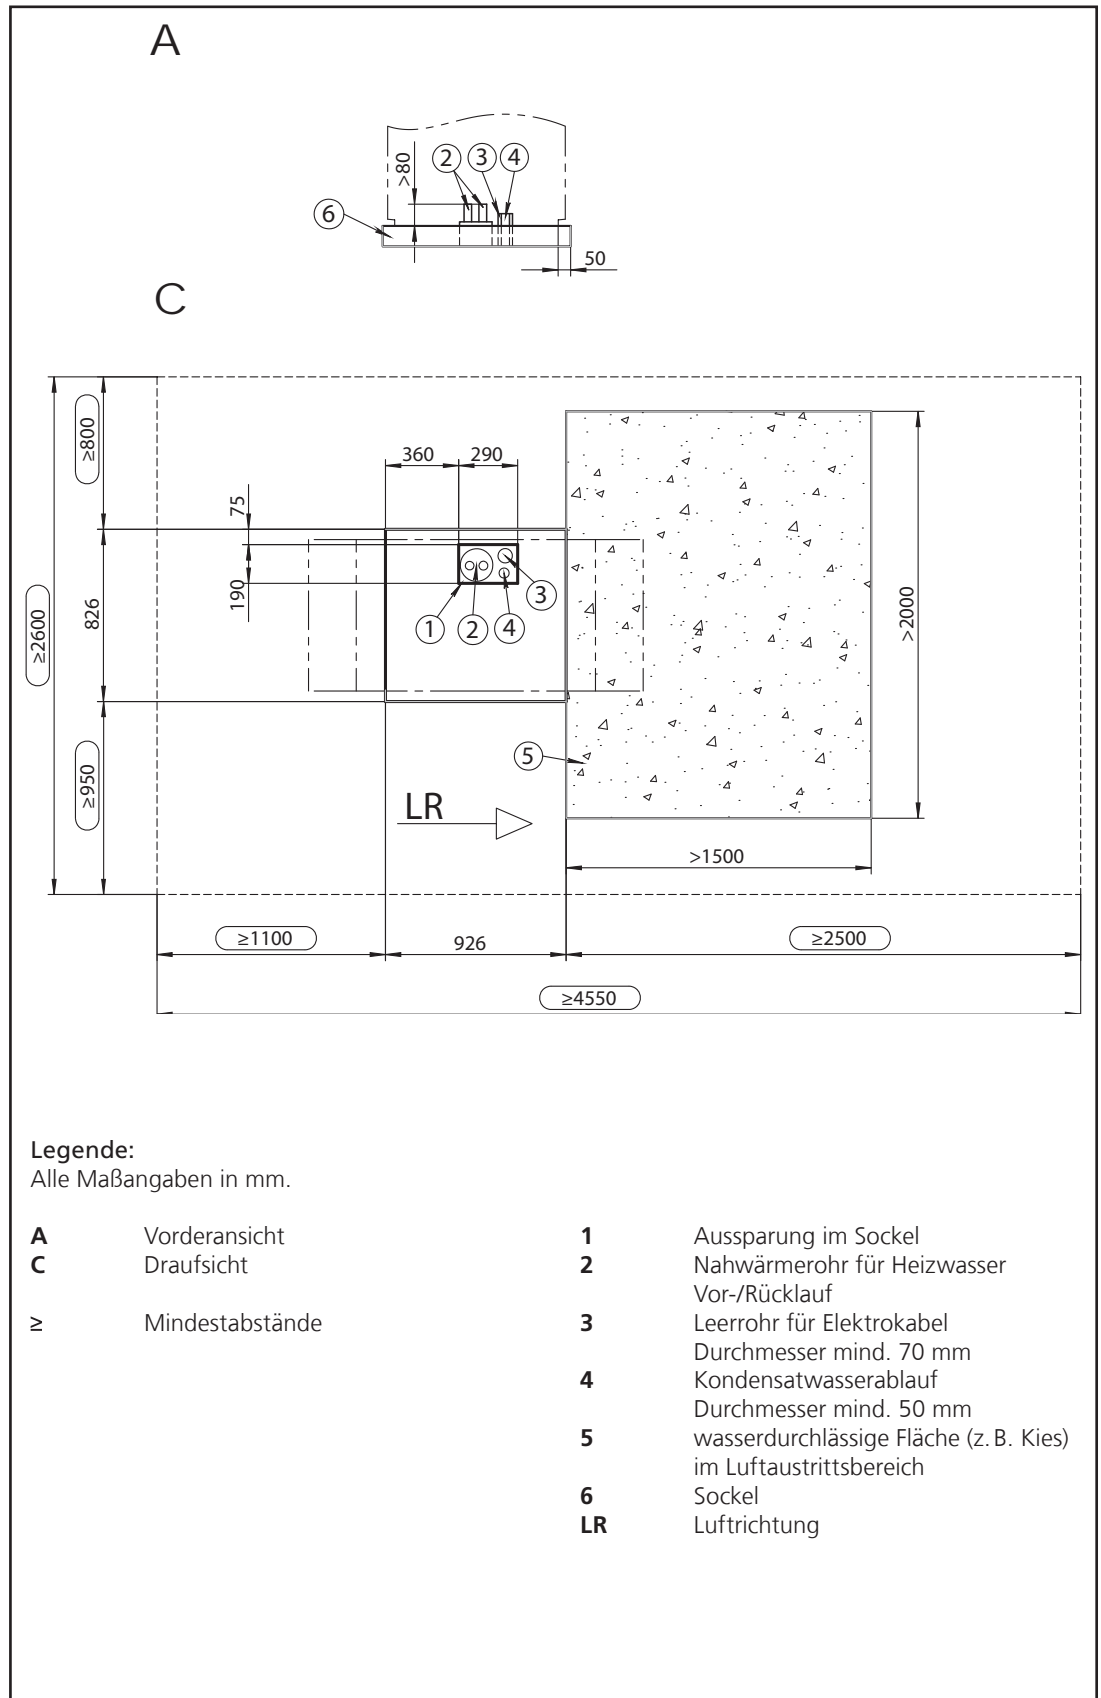 A
>80
2
3
4
6
50
C
≥800
360
290
75
190
826
≥2600
≥950
1
2
4
3
>2000
5
LR
>1500
≥1100
926
≥2500
≥4550
Legende:
Alle Maßangaben in mm.
A Vorderansicht
C Draufsicht
≥ Mindestabstände
1 Aussparung im Sockel
2 Nahwärmerohr für Heizwasser
Vor-/Rücklauf
3 Leerrohr für Elektrokabel
Durchmesser mind. 70 mm
4 Kondensatwasserablauf
Durchmesser mind. 50 mm
5 wasserdurchlässige Fläche (z. B. Kies)
im Luftaustrittsbereich
6 Sockel
LR Luftrichtung